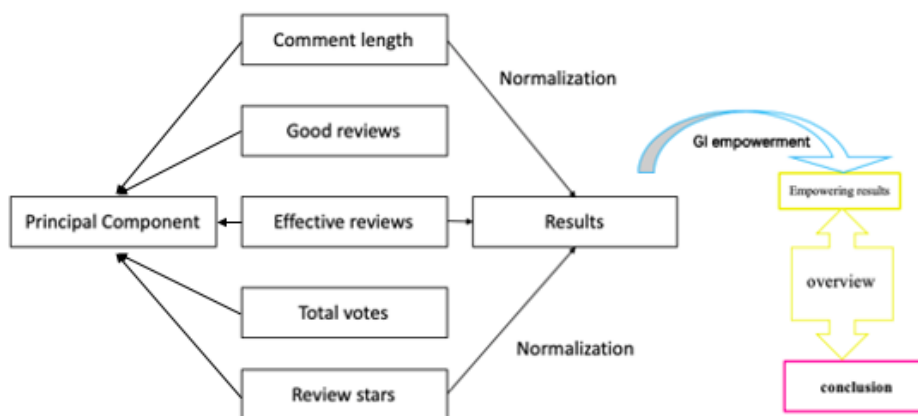 Comment length
Normalization
Good reviews
GI empowerment
Empowering results
Principal Component
Effective reviews
Results
overview
Total votes
Normalization
Review stars
conclusion